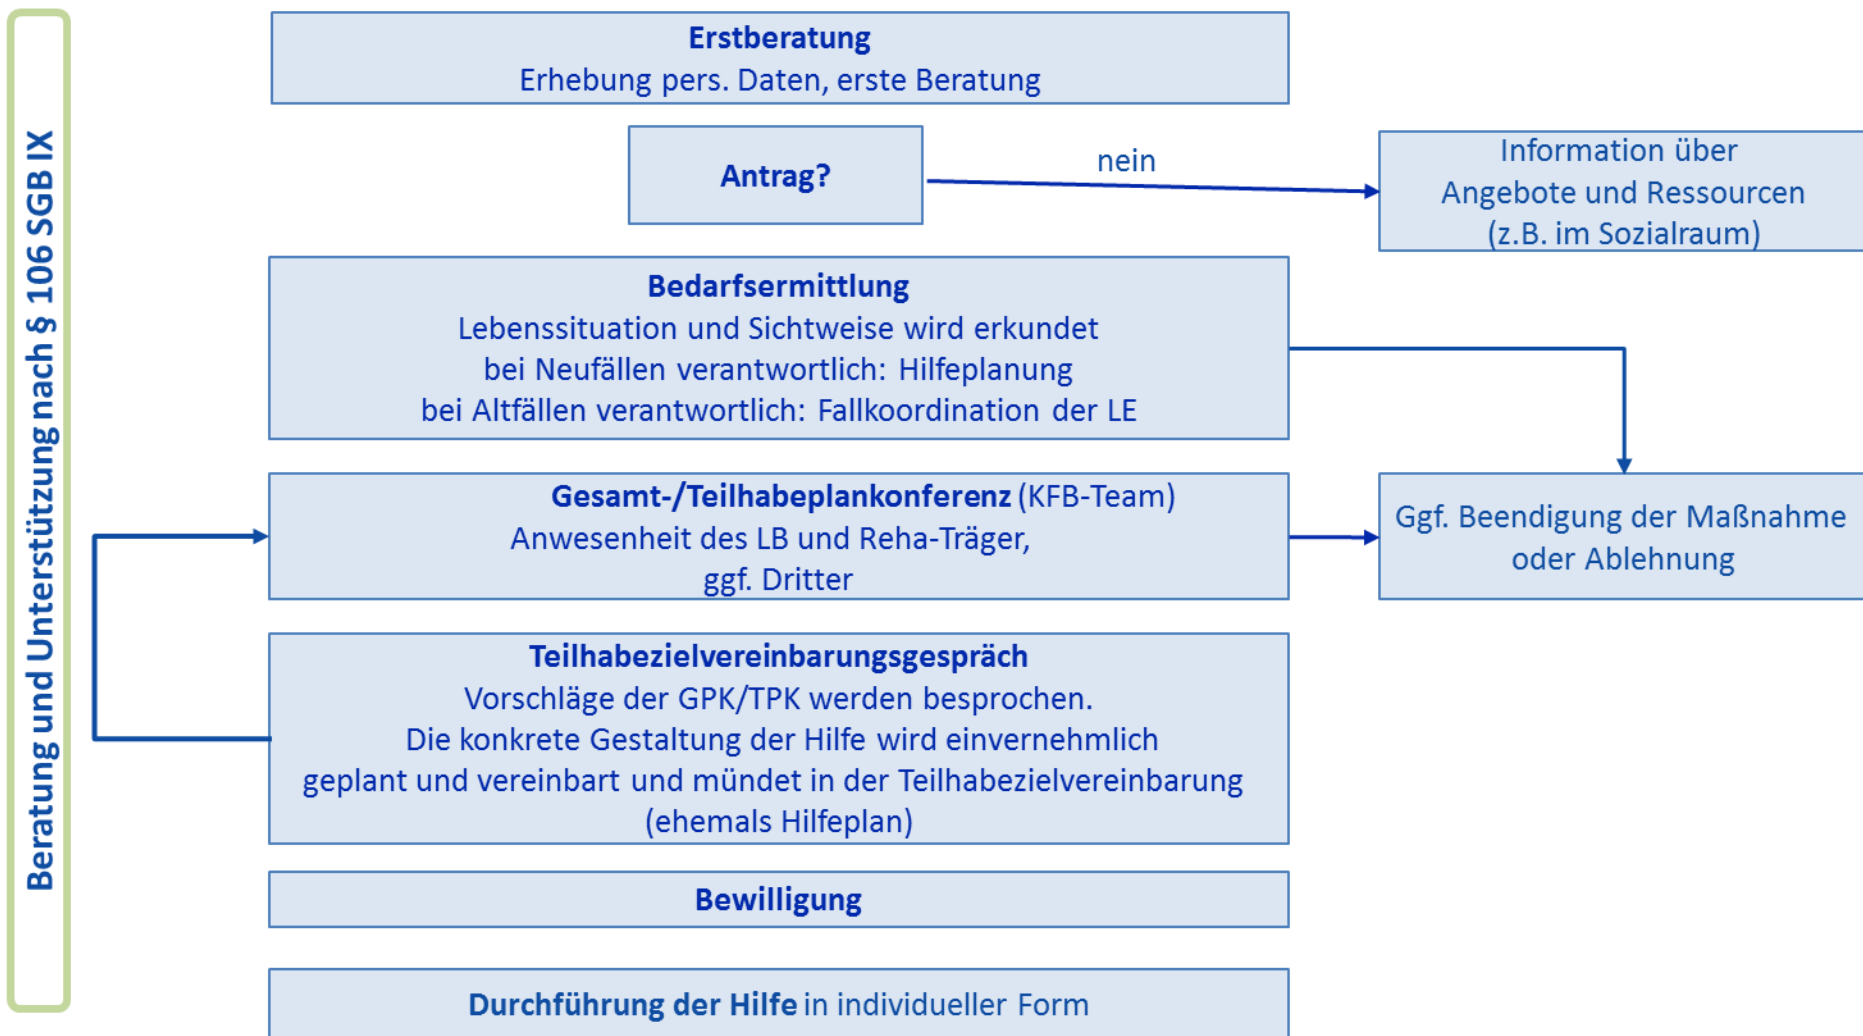 Beratung und Unterstützung nach § 106 SGB IX
Erstberatung
Erhebung pers. Daten, erste Beratung
Antrag?
nein
Information über
Angebote und Ressourcen
(z.B. im Sozialraum)
Bedarfsermittlung
Lebenssituation und Sichtweise wird erkundet
bei Neufällen verantwortlich: Hilfeplanung
bei Altfällen verantwortlich: Fallkoordination der LE
Gesamt-/Teilhabeplankonferenz (KFB-Team)
Anwesenheit des LB und Reha-Träger,
ggf. Dritter
Ggf. Beendigung der Maßnahme
oder Ablehnung
Teilhabezielvereinbarungsgespräch
Vorschläge der GPK/TPK werden besprochen.
Die konkrete Gestaltung der Hilfe wird einvernehmlich
geplant und vereinbart und mündet in der Teilhabezielvereinbarung
(ehemals Hilfeplan)
Bewilligung
Durchführung der Hilfe in individueller Form